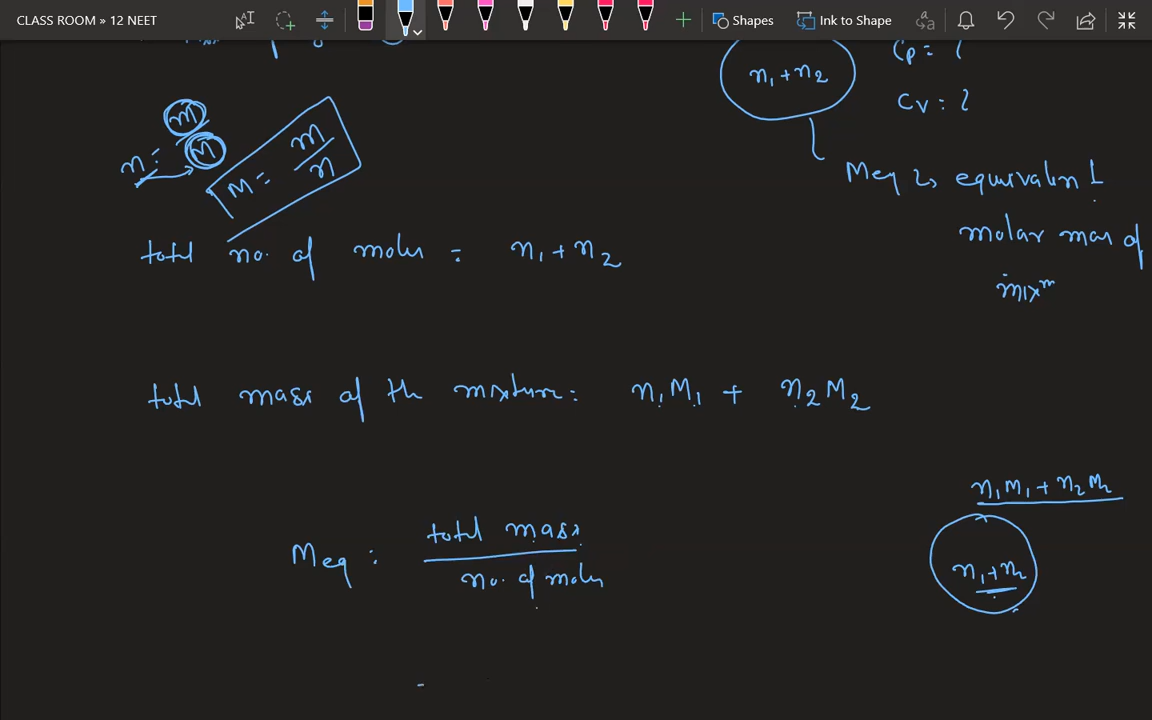 CLASS ROOM » 12 NEET
Shapes
Ink to Shape
n₁ + n₂
Cp = ?
Cv = ?
n = m / M
M = m / n
Meq → equivalent
molar mass of
mixᵐ
total no. of moles = n₁ + n₂
total mass of the mixture = n₁M₁ + n₂M₂
n₁M₁ + n₂M₂
n₁ + n₂
Meq = total mass / no. of moles
=